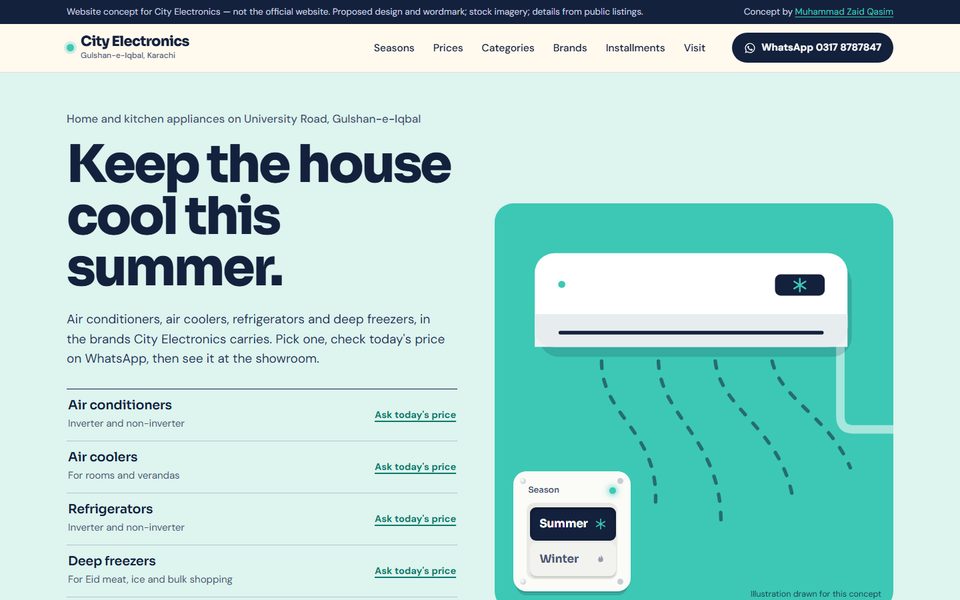 Website concept for City Electronics — not the official website. Proposed design and wordmark; stock imagery; details from public listings.
Concept by Muhammad Zaid Qasim
City Electronics
Gulshan-e-Iqbal, Karachi
Seasons
Prices
Categories
Brands
Installments
Visit
WhatsApp 0317 8787847
Home and kitchen appliances on University Road, Gulshan-e-Iqbal
Keep the house
cool this
summer.
Air conditioners, air coolers, refrigerators and deep freezers, in
the brands City Electronics carries. Pick one, check today's price
on WhatsApp, then see it at the showroom.
Air conditioners
Inverter and non-inverter
Ask today's price
Air coolers
For rooms and verandas
Ask today's price
Refrigerators
Inverter and non-inverter
Ask today's price
Deep freezers
For Eid meat, ice and bulk shopping
Ask today's price
Season
Summer
Winter
Illustration drawn for this concept